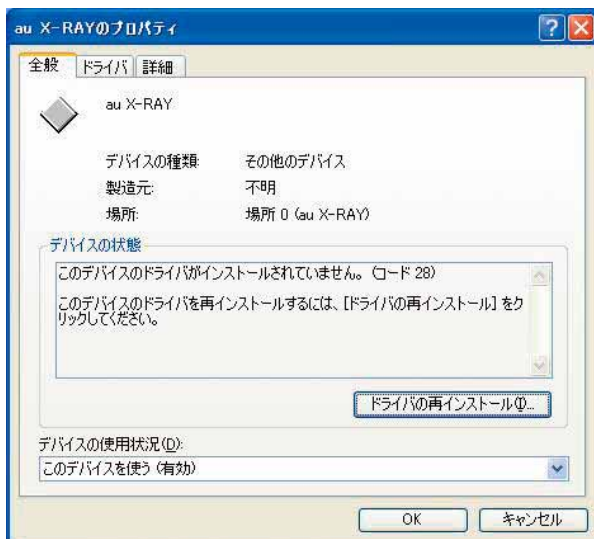 au X-RAYのプロパティ
全般 ドライバ 詳細
au X-RAY
デバイスの種類: その他のデバイス
製造元: 不明
場所: 場所 0 (au X-RAY)
デバイスの状態
このデバイスのドライバがインストールされていません。(コード 28)
このデバイスのドライバを再インストールするには、[ドライバの再インストール] をク
リックしてください。
ドライバの再インストール(I)...
デバイスの使用状況(D):
このデバイスを使う (有効)
OK キャンセル